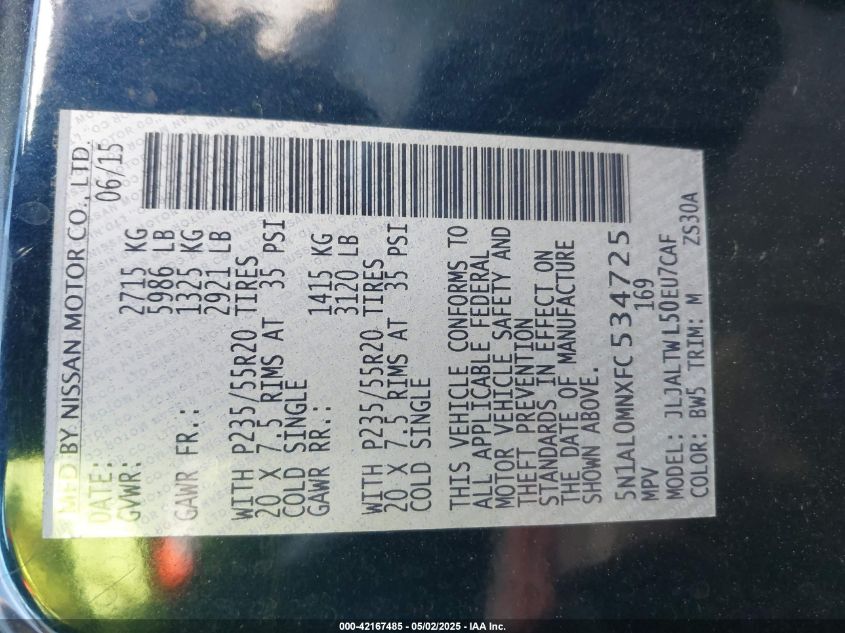 MFD BY NISSAN MOTOR CO., LTD.
DATE: 06/15
GVWR: 2715 KG
5986 LB
GAWR FR.: 1325 KG
2921 LB
WITH P235/55R20 TIRES
20 X 7.5 RIMS AT 35 PSI
COLD SINGLE
GAWR RR.: 1415 KG
3120 LB
WITH P235/55R20 TIRES
20 X 7.5 RIMS AT 35 PSI
COLD SINGLE
THIS VEHICLE CONFORMS TO
ALL APPLICABLE FEDERAL
MOTOR VEHICLE SAFETY AND
THEFT PREVENTION
STANDARDS IN EFFECT ON
THE DATE OF MANUFACTURE
SHOWN ABOVE.
5N1AL0MNXFC534725
MPV 169
MODEL: JLJALTWL50EU7CAF
COLOR: BW5 TRIM: M ZS30A
000-42167485 - 05/02/2025 - IAA Inc.